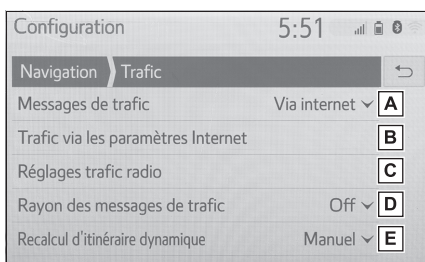 Configuration 5:51
Navigation Trafic
Messages de trafic Via internet A
Trafic via les paramètres Internet B
Réglages trafic radio C
Rayon des messages de trafic Off D
Recalcul d'itinéraire dynamique Manuel E